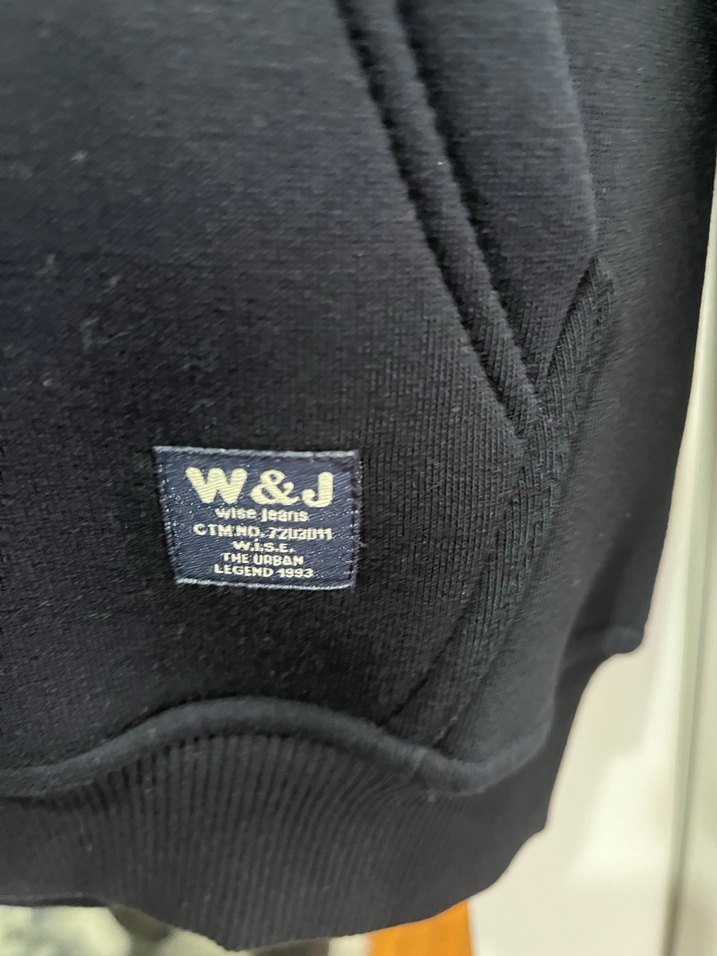 W&J
wise jeans
CTM.NO. 7203011
W.I.S.E.
THE URBAN
LEGEND 1993